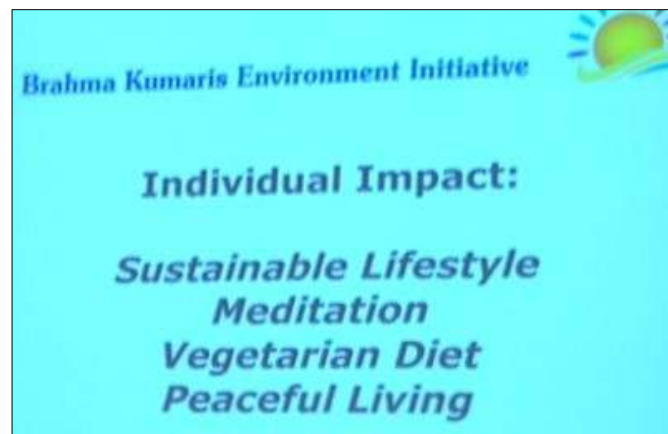 Brahma Kumaris Environment Initiative
Individual Impact:
Sustainable Lifestyle
Meditation
Vegetarian Diet
Peaceful Living